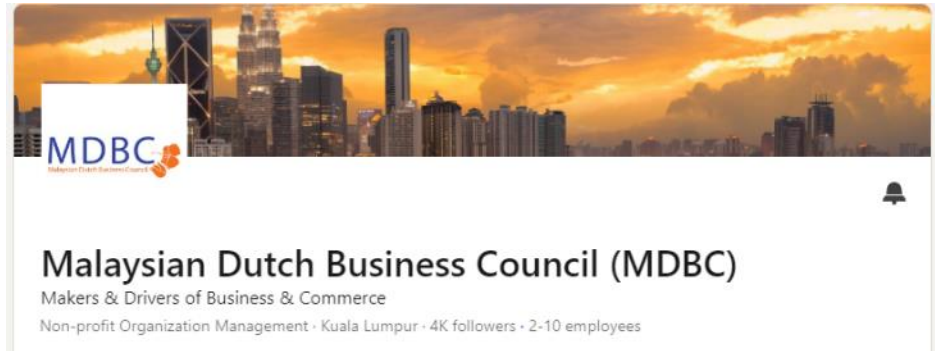 MDBC
Malaysian Dutch Business Council
Malaysian Dutch Business Council (MDBC)
Makers & Drivers of Business & Commerce
Non-profit Organization Management · Kuala Lumpur · 4K followers · 2-10 employees